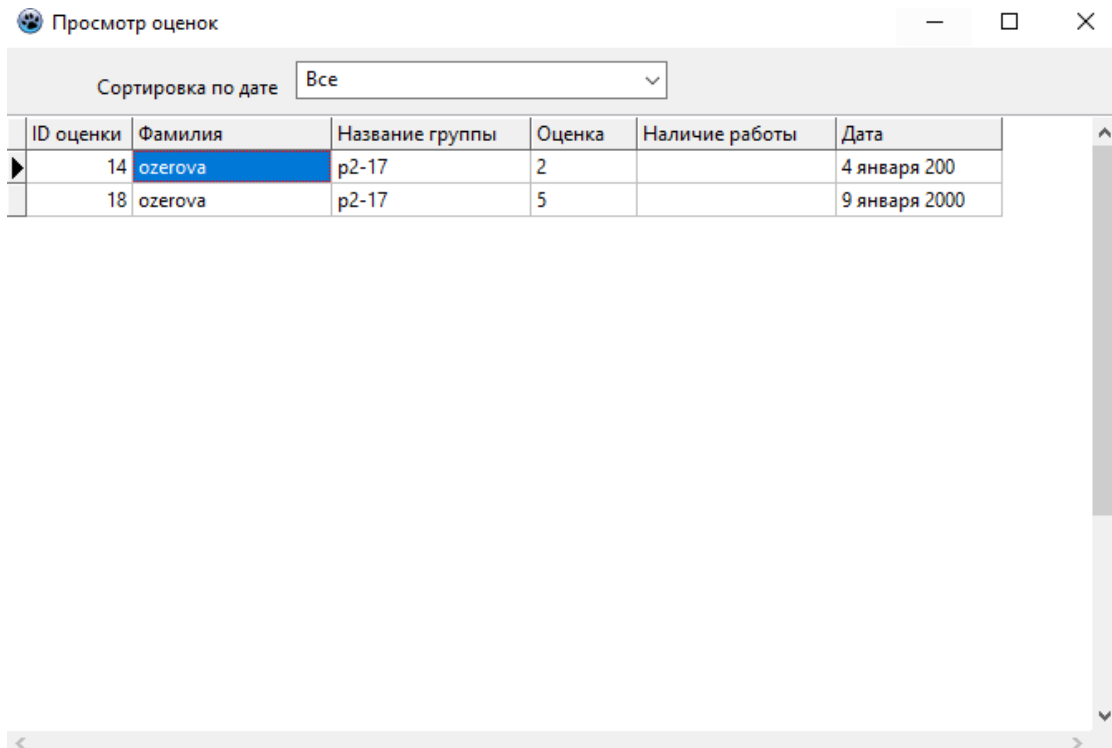 Просмотр оценок
Сортировка по дате Все
ID оценки Фамилия Название группы Оценка Наличие работы Дата
14 ozerova p2-17 2 4 января 200
18 ozerova p2-17 5 9 января 2000